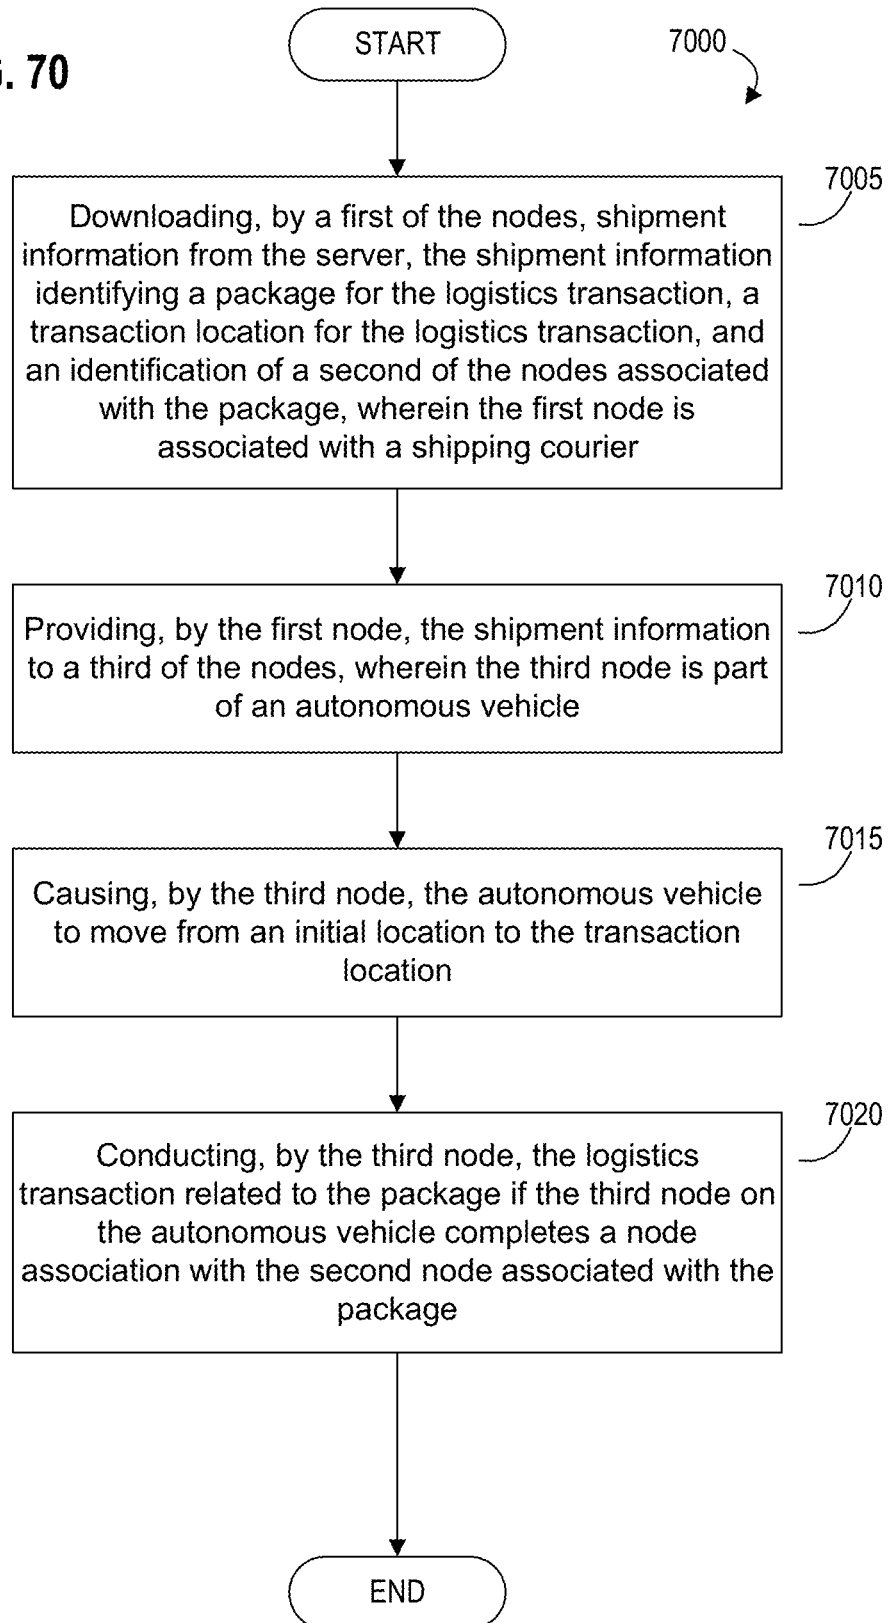 START
7000
. 70
7005
Downloading, by a first of the nodes, shipment
information from the server, the shipment information
identifying a package for the logistics transaction, a
transaction location for the logistics transaction, and
an identification of a second of the nodes associated
with the package, wherein the first node is
associated with a shipping courier
7010
Providing, by the first node, the shipment information
to a third of the nodes, wherein the third node is part
of an autonomous vehicle
7015
Causing, by the third node, the autonomous vehicle
to move from an initial location to the transaction
location
7020
Conducting, by the third node, the logistics
transaction related to the package if the third node on
the autonomous vehicle completes a node
association with the second node associated with the
package
END